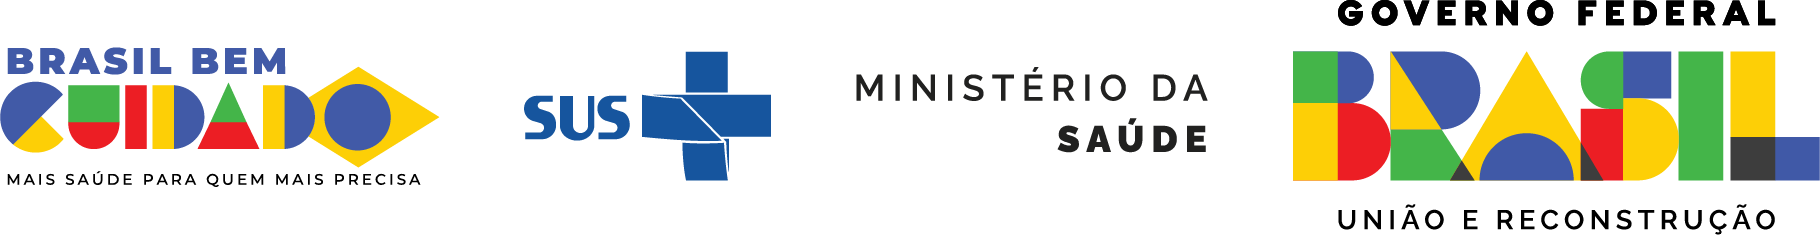 BRASIL BEM
CUIDADO
MAIS SAÚDE PARA QUEM MAIS PRECISA
SUS
MINISTÉRIO DA
SAÚDE
GOVERNO FEDERAL
BRASIL
UNIÃO E RECONSTRUÇÃO